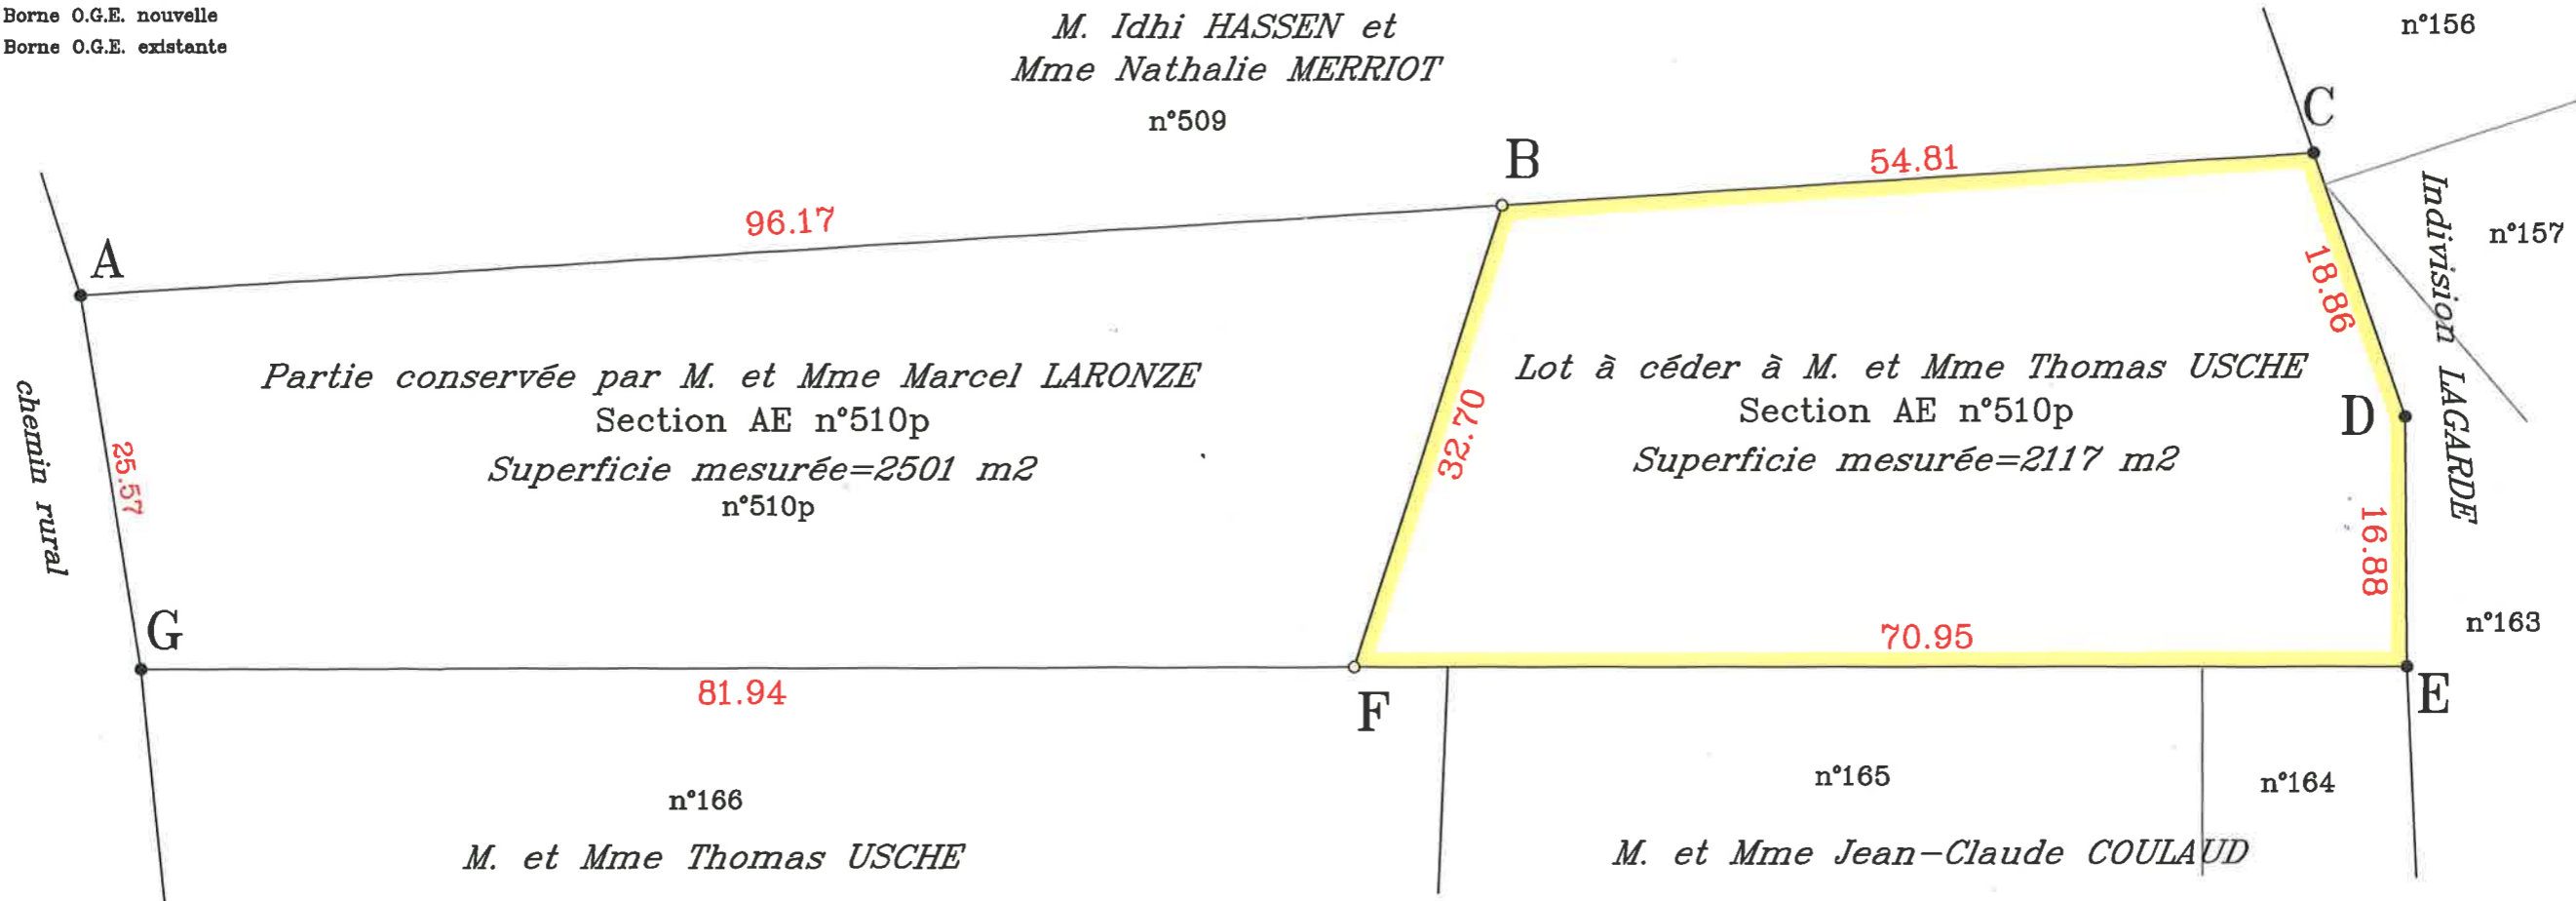 Borne O.G.E. nouvelle
Borne O.G.E. existante
M. Idhi HASSEN et
Mme Nathalie MERRIOT
n°509
n°156
C
B
54.81
96.17
A
Indivision LAGARDE
n°157
18.86
Partie conservée par M. et Mme Marcel LARONZE
Section AE n°510p
Superficie mesurée=2501 m2
n°510p
Lot à céder à M. et Mme Thomas USCHE
Section AE n°510p
Superficie mesurée=2117 m2
32.70
D
chemin rural
25.57
16.88
G
n°163
70.95
81.94
F
E
n°166
M. et Mme Thomas USCHE
n°165
n°164
M. et Mme Jean-Claude COULAUD